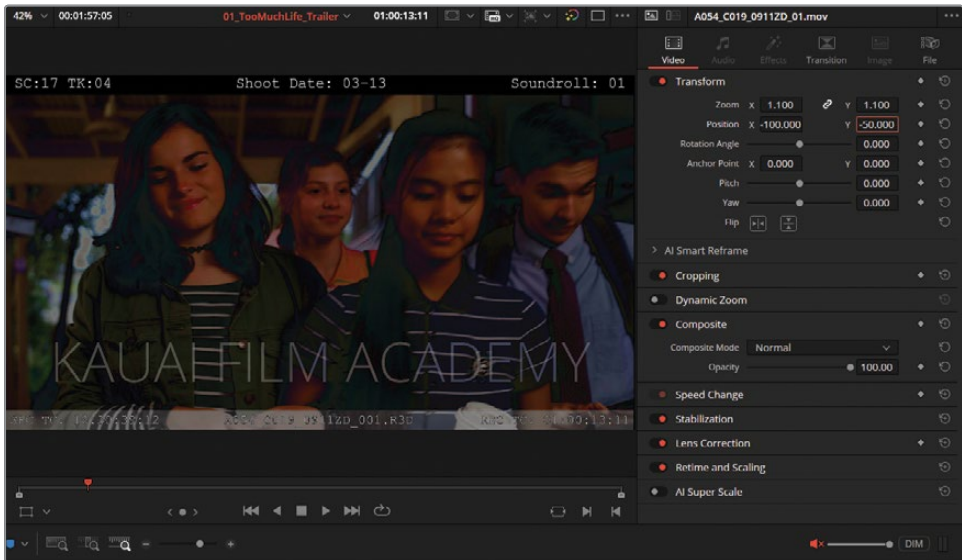 42% 00:01:57:05 01_TooMuchLife_Trailer 01:00:13:11 A054_C019_0911ZD_01.mov
Video Audio Effects Transition Image File
SC:17 TK:04 Shoot Date: 03-13 Soundroll: 01
KAUAI FILM ACADEMY
Transform
Zoom X 1.100 Y 1.100
Position X -100.000 Y -50.000
Rotation Angle 0.000
Anchor Point X 0.000 Y 0.000
Pitch 0.000
Yaw 0.000
Flip
AI Smart Reframe
Cropping
Dynamic Zoom
Composite
Composite Mode Normal
Opacity 100.00
Speed Change
Stabilization
Lens Correction
Retime and Scaling
AI Super Scale
DIM